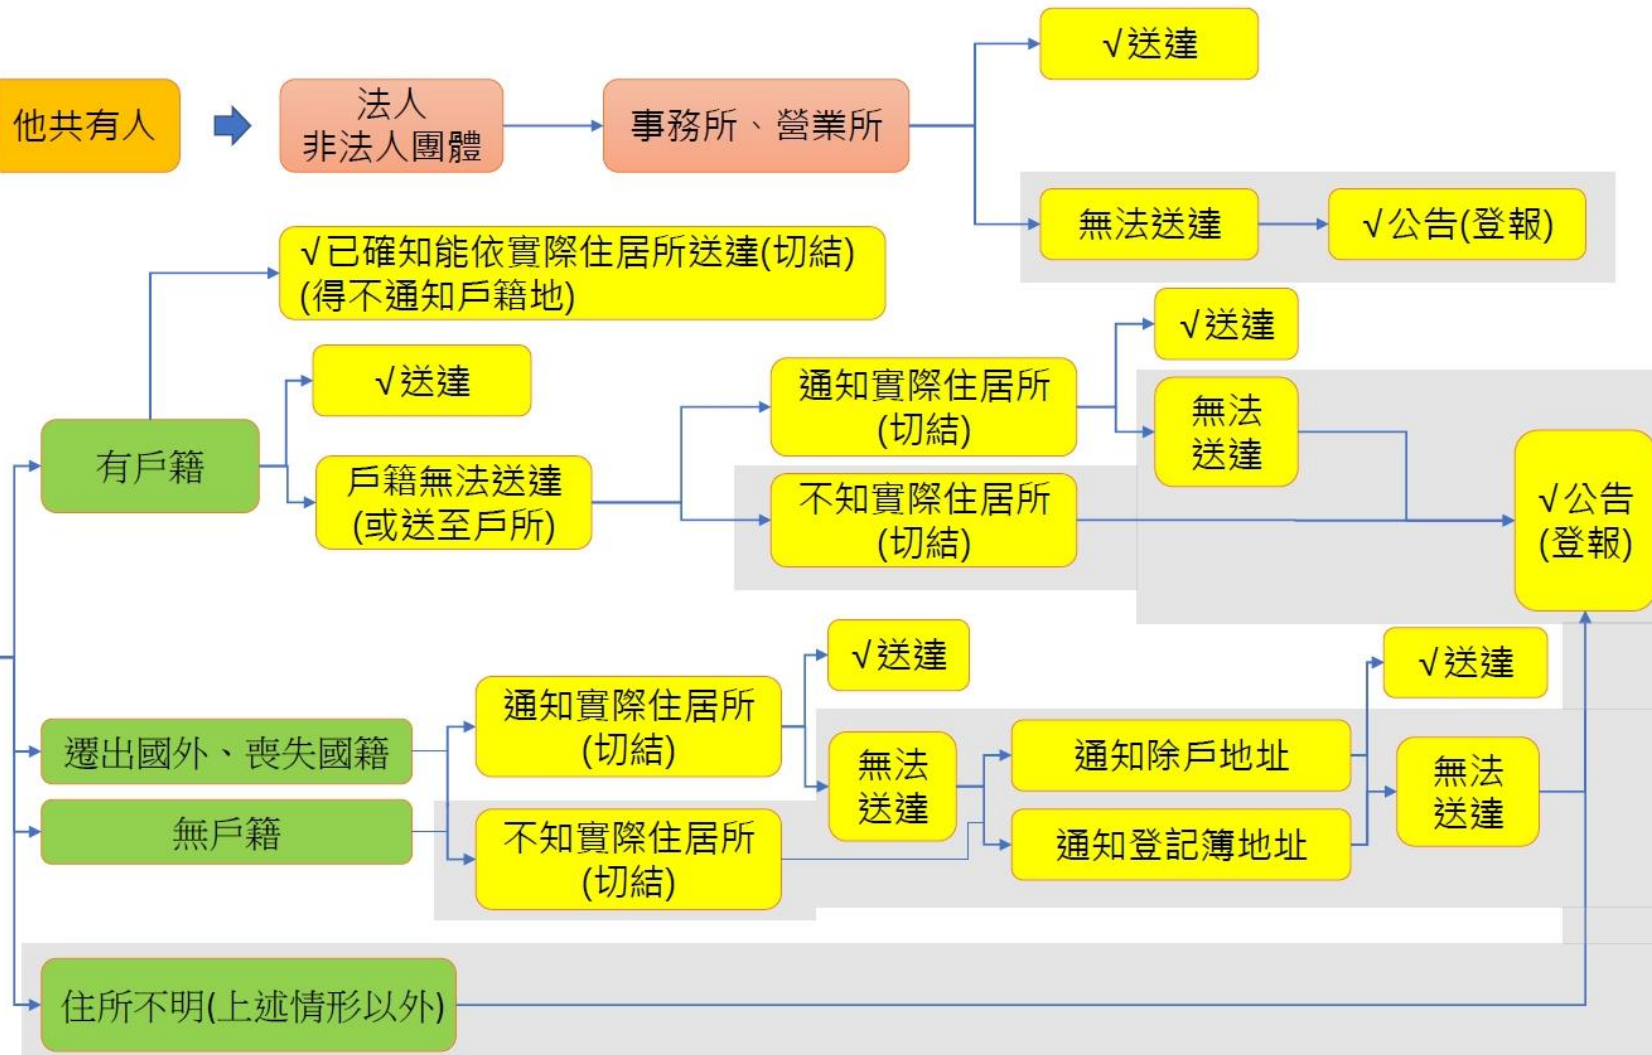 √送達
他共有人
法人
非法人團體
事務所、營業所
無法送達
√公告(登報)
√已確知能依實際住居所送達(切結)
(得不通知戶籍地)
√送達
√送達
通知實際住居所
(切結)
無法
送達
有戶籍
戶籍無法送達
(或送至戶所)
不知實際住居所
(切結)
√公告
(登報)
√送達
√送達
通知實際住居所
(切結)
遷出國外、喪失國籍
無法
送達
通知除戶地址
無法
送達
無戶籍
不知實際住居所
(切結)
通知登記簿地址
住所不明(上述情形以外)